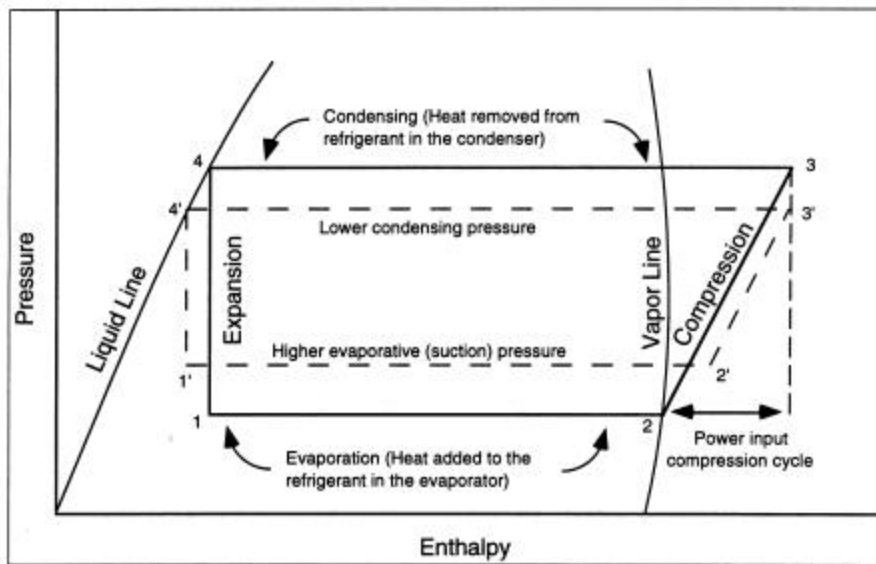 Condensing (Heat removed from
refrigerant in the condenser)
4
3
4'
3'
Lower condensing pressure
Pressure
Liquid Line
Expansion
Vapor Line
Compression
Higher evaporative (suction) pressure
1'
2'
1
2
Power input
compression cycle
Evaporation (Heat added to the
refrigerant in the evaporator)
Enthalpy